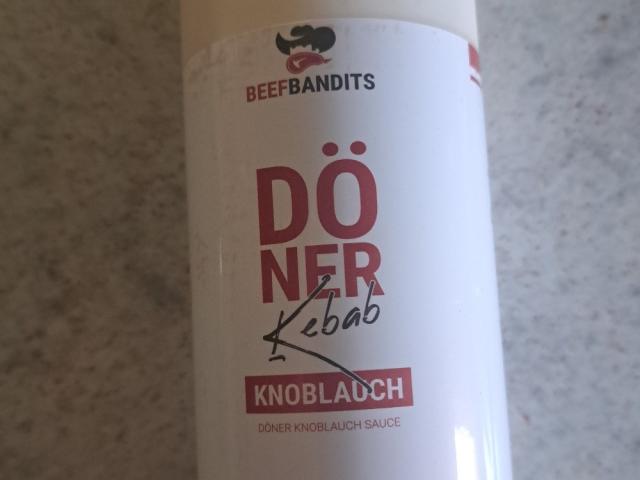 BEEFBANDITS
DÖ
NER
Kebab
KNOBLAUCH
DÖNER KNOBLAUCH SAUCE